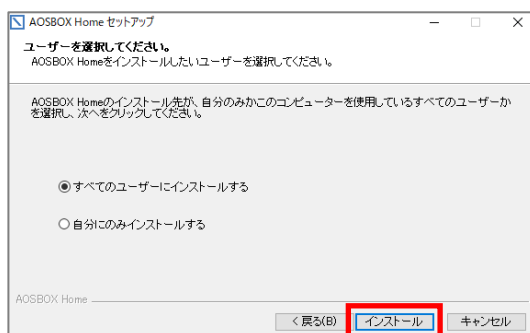 AOSBOX Home セットアップ
ユーザーを選択してください。
AOSBOX Homeをインストールしたいユーザーを選択してください。
AOSBOX Homeのインストール先が、自分のみかこのコンピューターを使用しているすべてのユーザーか
を選択し、次へをクリックしてください。
すべてのユーザーにインストールする
自分にのみインストールする
AOSBOX Home
< 戻る(B) インストール キャンセル